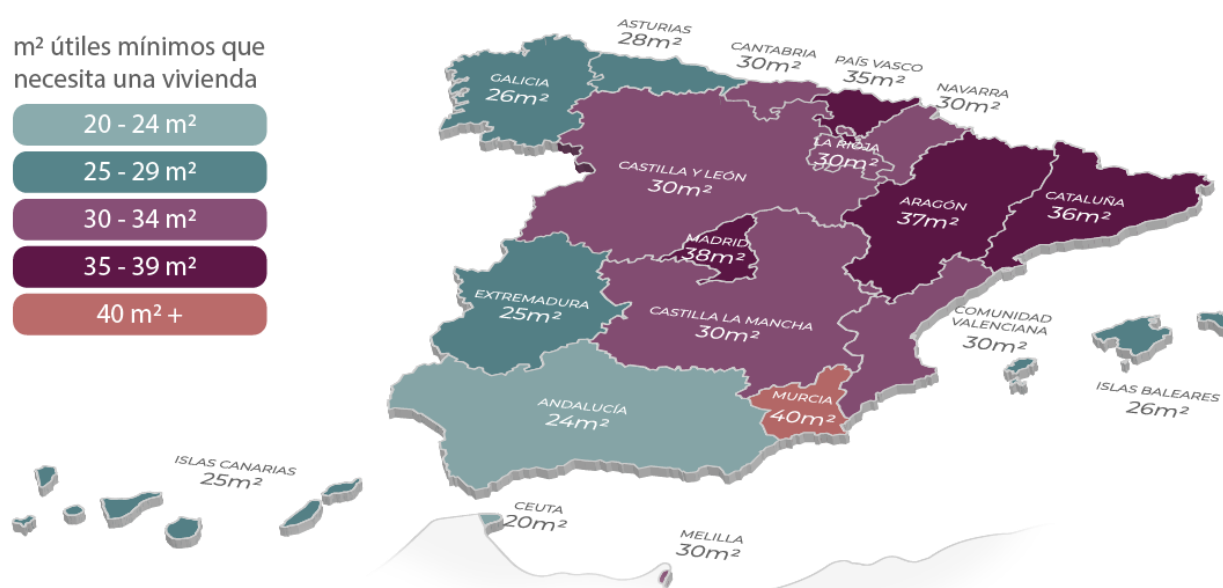 m² útiles mínimos que
necesita una vivienda
20 - 24 m²
25 - 29 m²
30 - 34 m²
35 - 39 m²
40 m² +
ASTURIAS
28m²
CANTABRIA
30m²
PAÍS VASCO
35m²
NAVARRA
30m²
GALICIA
26m²
LA RIOJA
30m²
CASTILLA Y LEÓN
30m²
ARAGÓN
37m²
CATALUÑA
36m²
MADRID
38m²
EXTREMADURA
25m²
CASTILLA LA MANCHA
30m²
COMUNIDAD
VALENCIANA
30m²
ISLAS BALEARES
26m²
ANDALUCÍA
24m²
MURCIA
40m²
ISLAS CANARIAS
25m²
CEUTA
20m²
MELILLA
30m²